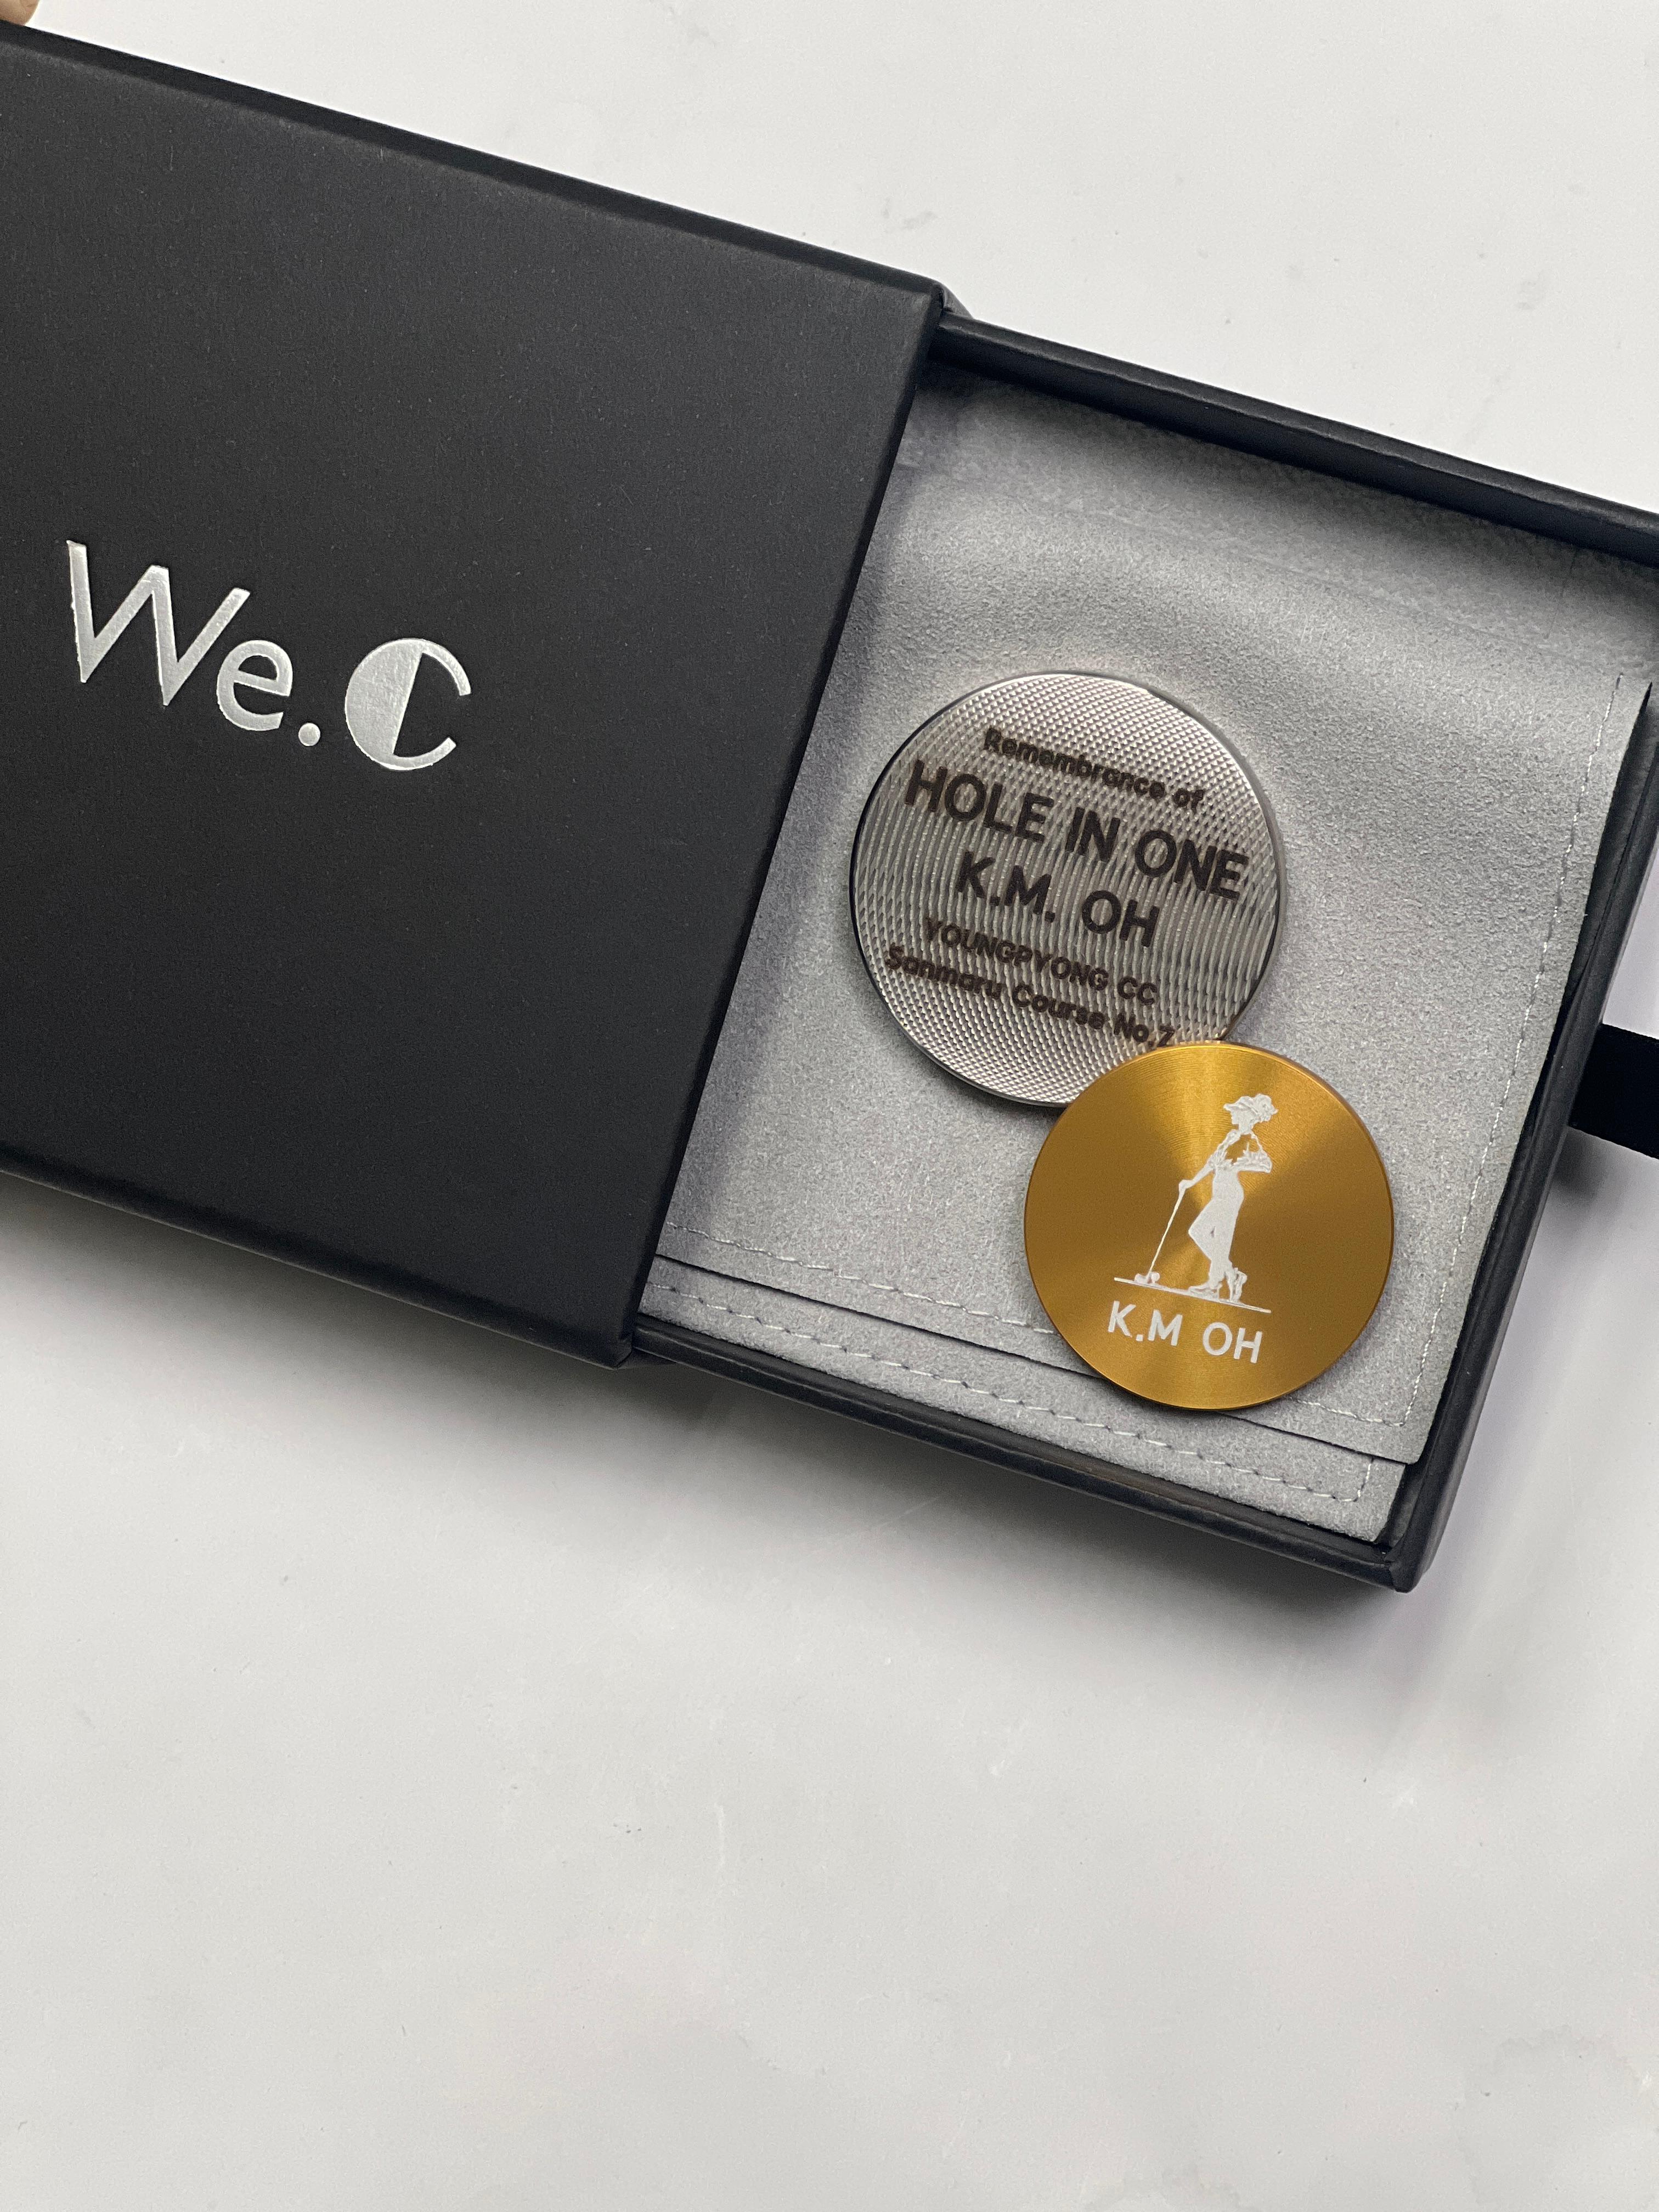 We.C
Remembrance of
HOLE IN ONE
K.M. OH
YOUNGPYONG CC
Sanmaru Course No.7
K.M OH